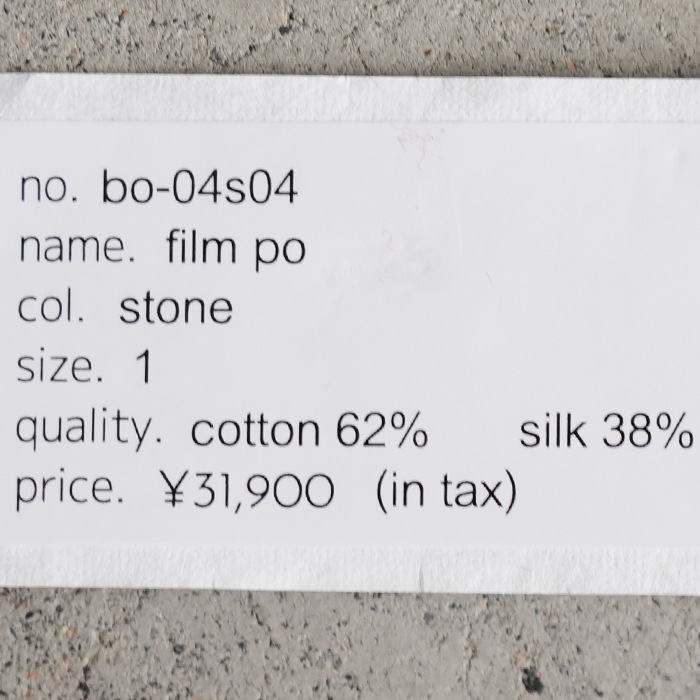 no. bo-04s04
name. film po
col. stone
size. 1
quality. cotton 62% silk 38%
price. ¥31,900 (in tax)